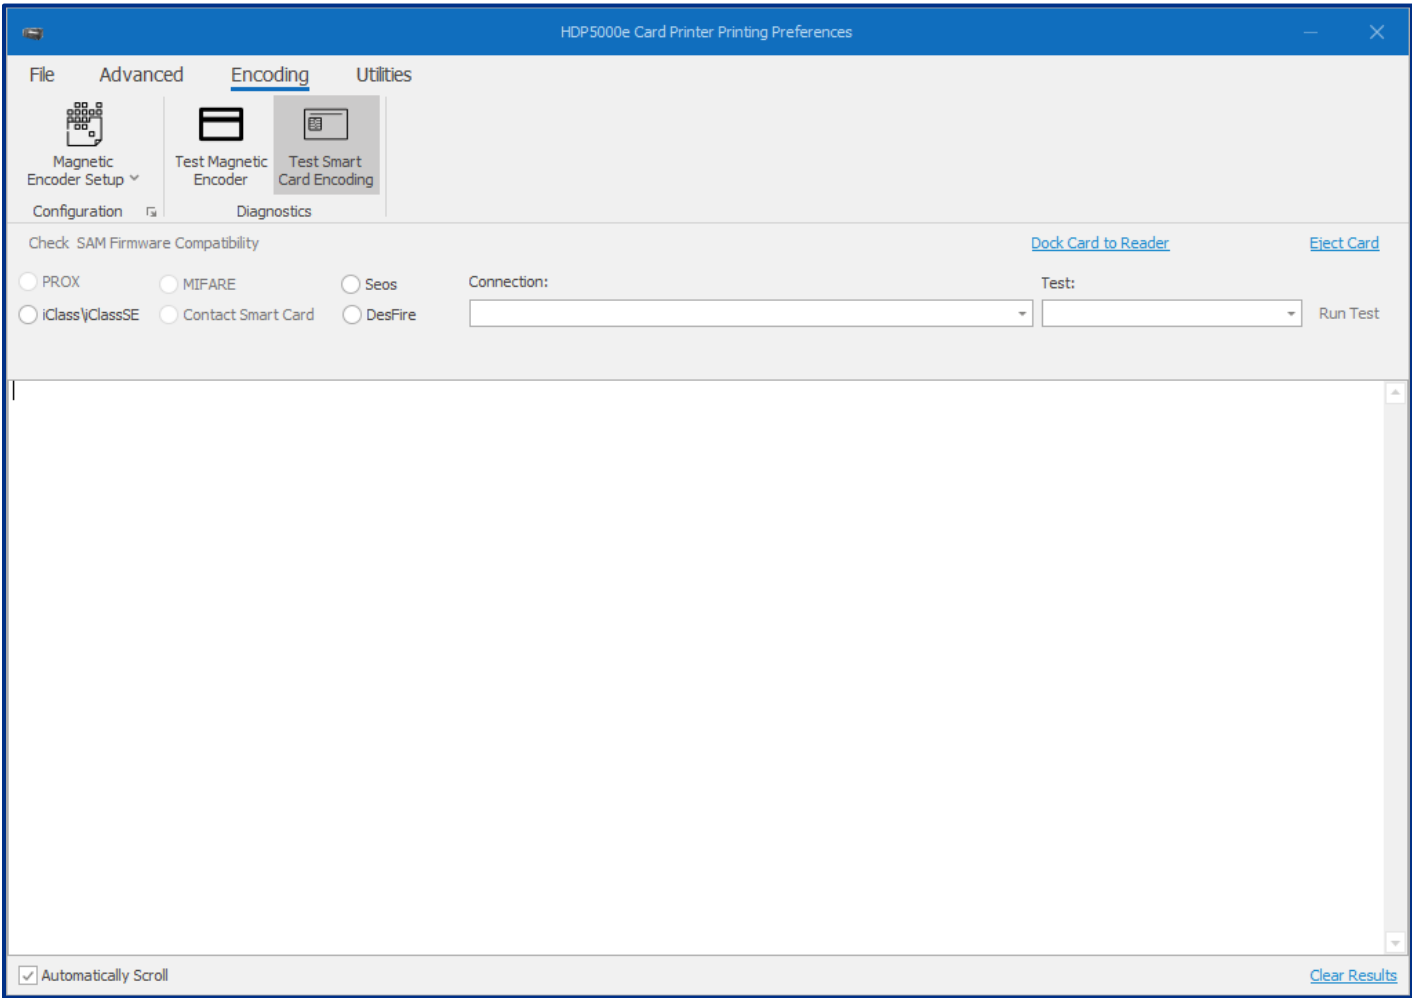 HDP5000e Card Printer Printing Preferences
File Advanced Encoding Utilities
Magnetic
Encoder Setup
Test Magnetic
Encoder
Test Smart
Card Encoding
Configuration
Diagnostics
Check SAM Firmware Compatibility
Dock Card to Reader
Eject Card
PROX
MIFARE
Seos
Connection:
Test:
iClass\iClassSE
Contact Smart Card
DesFire
Run Test
Automatically Scroll
Clear Results